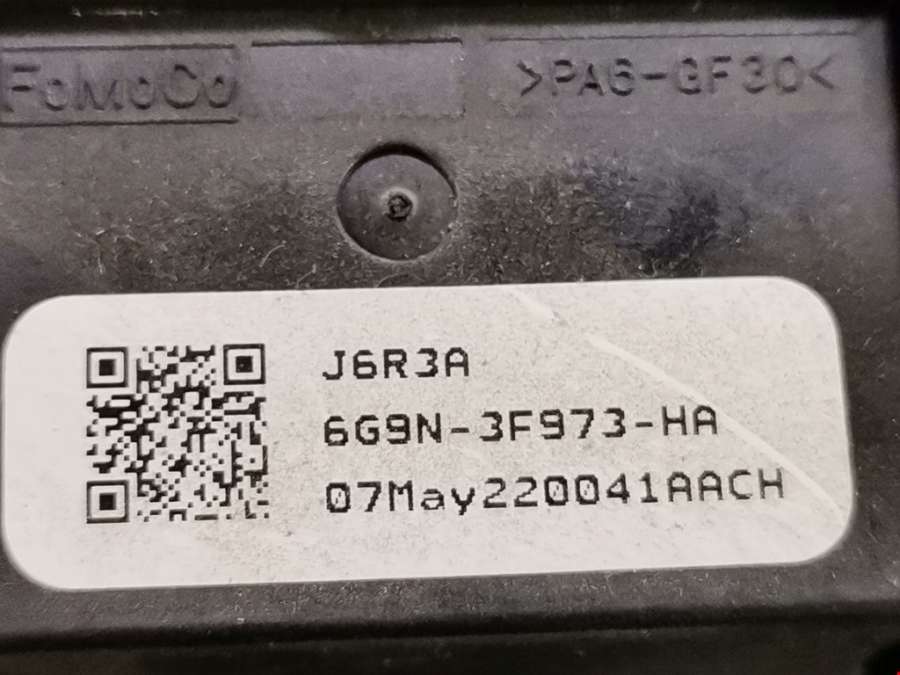 FoMoCo
>PA6-GF30<
J6R3A
6G9N-3F973-HA
07May220041AACH